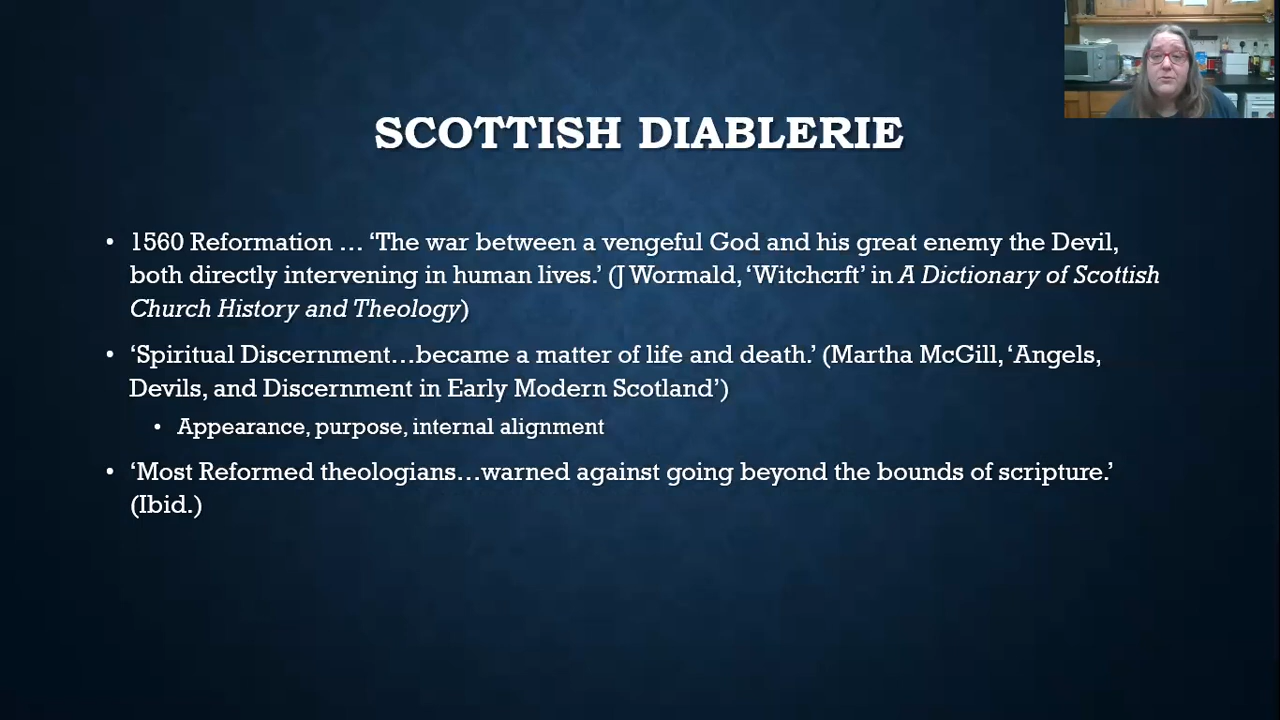 SCOTTISH DIABLERIE
• 1560 Reformation … ‘The war between a vengeful God and his great enemy the Devil,
both directly intervening in human lives.’ (J Wormald, ‘Witchcrft’ in A Dictionary of Scottish
Church History and Theology)
• ‘Spiritual Discernment…became a matter of life and death.’ (Martha McGill, ‘Angels,
Devils, and Discernment in Early Modern Scotland’)
• Appearance, purpose, internal alignment
• ‘Most Reformed theologians…warned against going beyond the bounds of scripture.’
(Ibid.)